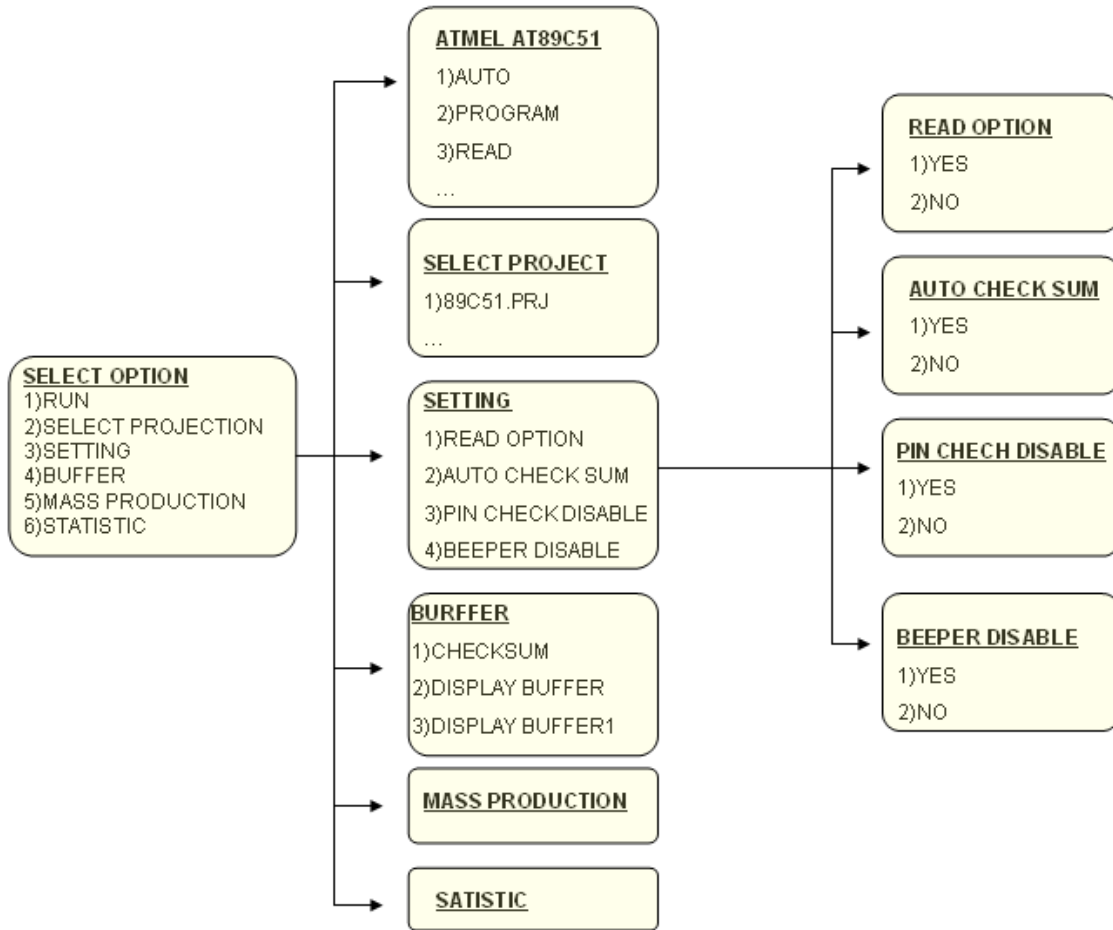 SELECT OPTION
1)RUN
2)SELECT PROJECTION
3)SETTING
4)BUFFER
5)MASS PRODUCTION
6)STATISTIC
ATMEL AT89C51
1)AUTO
2)PROGRAM
3)READ
...
SELECT PROJECT
1)89C51.PRJ
...
SETTING
1)READ OPTION
2)AUTO CHECK SUM
3)PIN CHECK DISABLE
4)BEEPER DISABLE
BURFFER
1)CHECKSUM
2)DISPLAY BUFFER
3)DISPLAY BUFFER1
MASS PRODUCTION
SATISTIC
READ OPTION
1)YES
2)NO
AUTO CHECK SUM
1)YES
2)NO
PIN CHECH DISABLE
1)YES
2)NO
BEEPER DISABLE
1)YES
2)NO